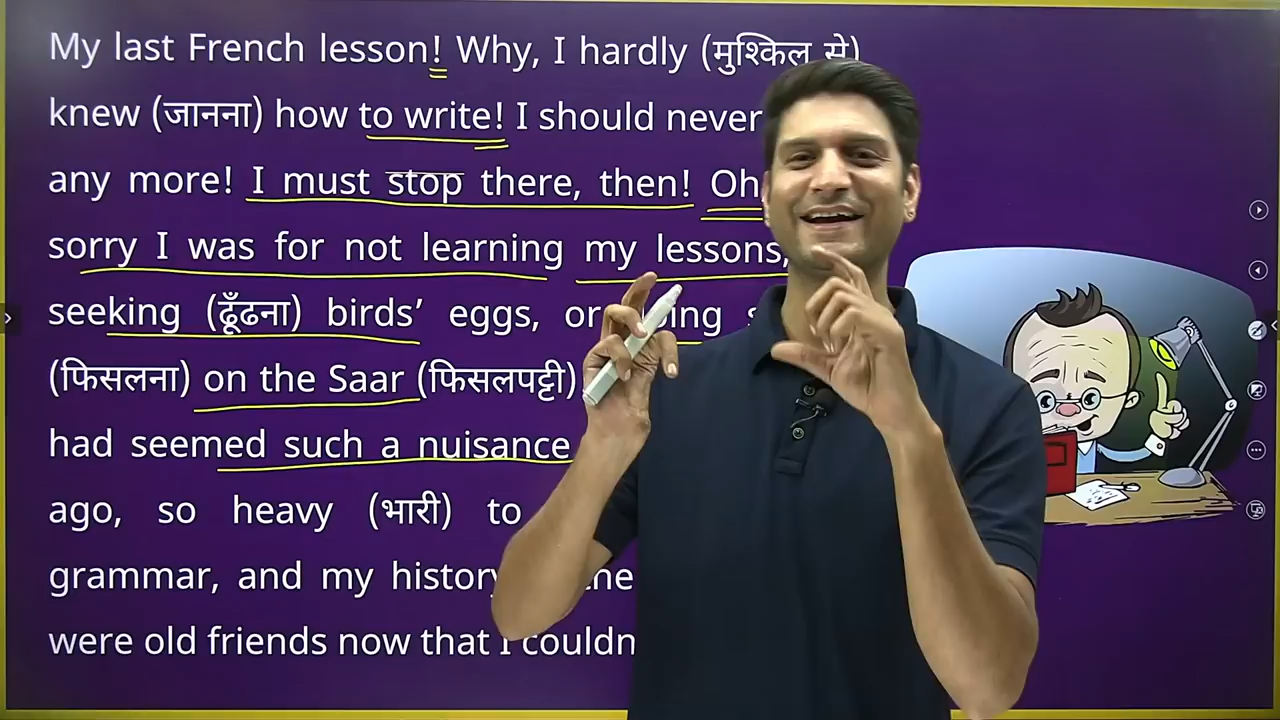 My last French lesson! Why, I hardly (मुश्किल से)
knew (जानना) how to write! I should never
any more! I must stop there, then! Oh,
sorry I was for not learning my lessons,
seeking (ढूँढना) birds’ eggs, or
(फिसलना) on the Saar (फिसलपट्टी)
had seemed such a nuisance
ago, so heavy (भारी) to
grammar, and my history
were old friends now that I